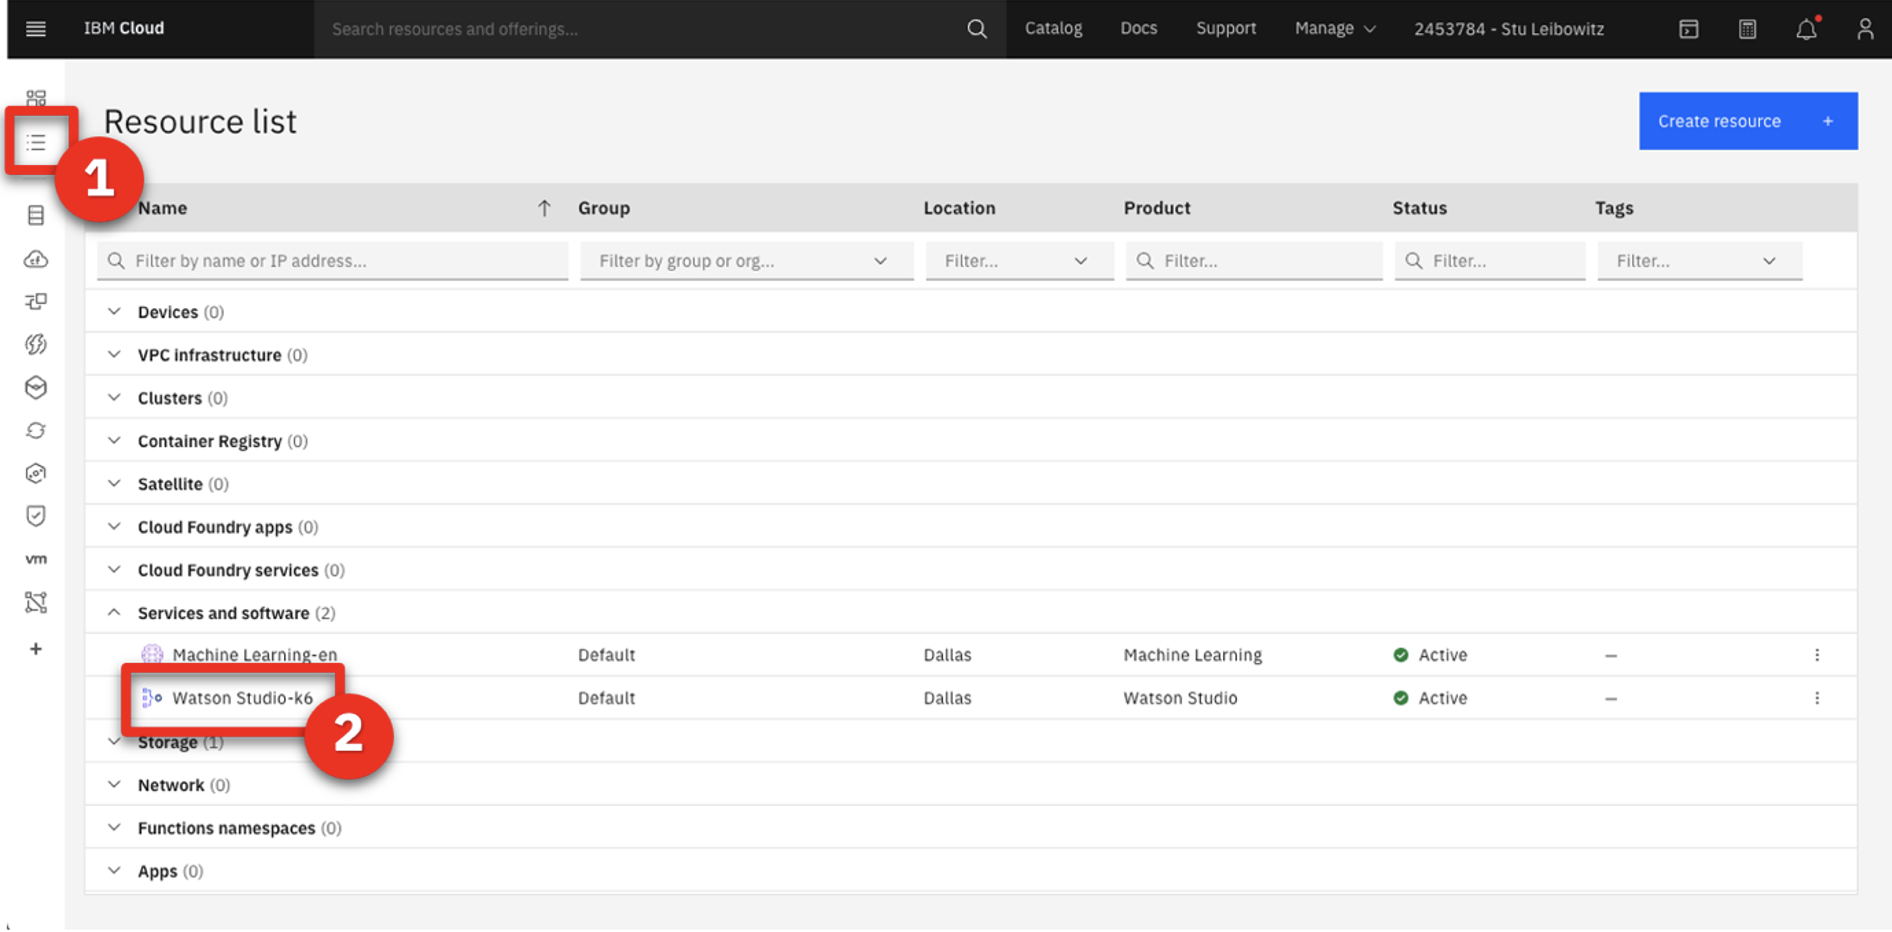 IBM Cloud
Search resources and offerings...
Catalog Docs Support Manage 2453784 - Stu Leibowitz
Resource list
Create resource +
1
Name Group Location Product Status Tags
Filter by name or IP address... Filter by group or org... Filter... Filter... Filter... Filter...
Devices (0)
VPC infrastructure (0)
Clusters (0)
Container Registry (0)
Satellite (0)
Cloud Foundry apps (0)
vm
Cloud Foundry services (0)
Services and software (2)
Machine Learning-en Default Dallas Machine Learning Active –
Watson Studio-k6 Default Dallas Watson Studio Active –
2
Storage (1)
Network (0)
Functions namespaces (0)
Apps (0)